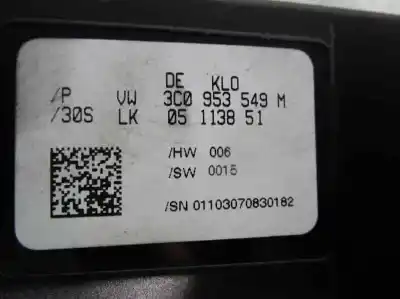 DE KLO
/P VW 3C0 953 549 M
/30S LK 05 1138 51
/HW 006
/SW 0015
/SN 01103070830182